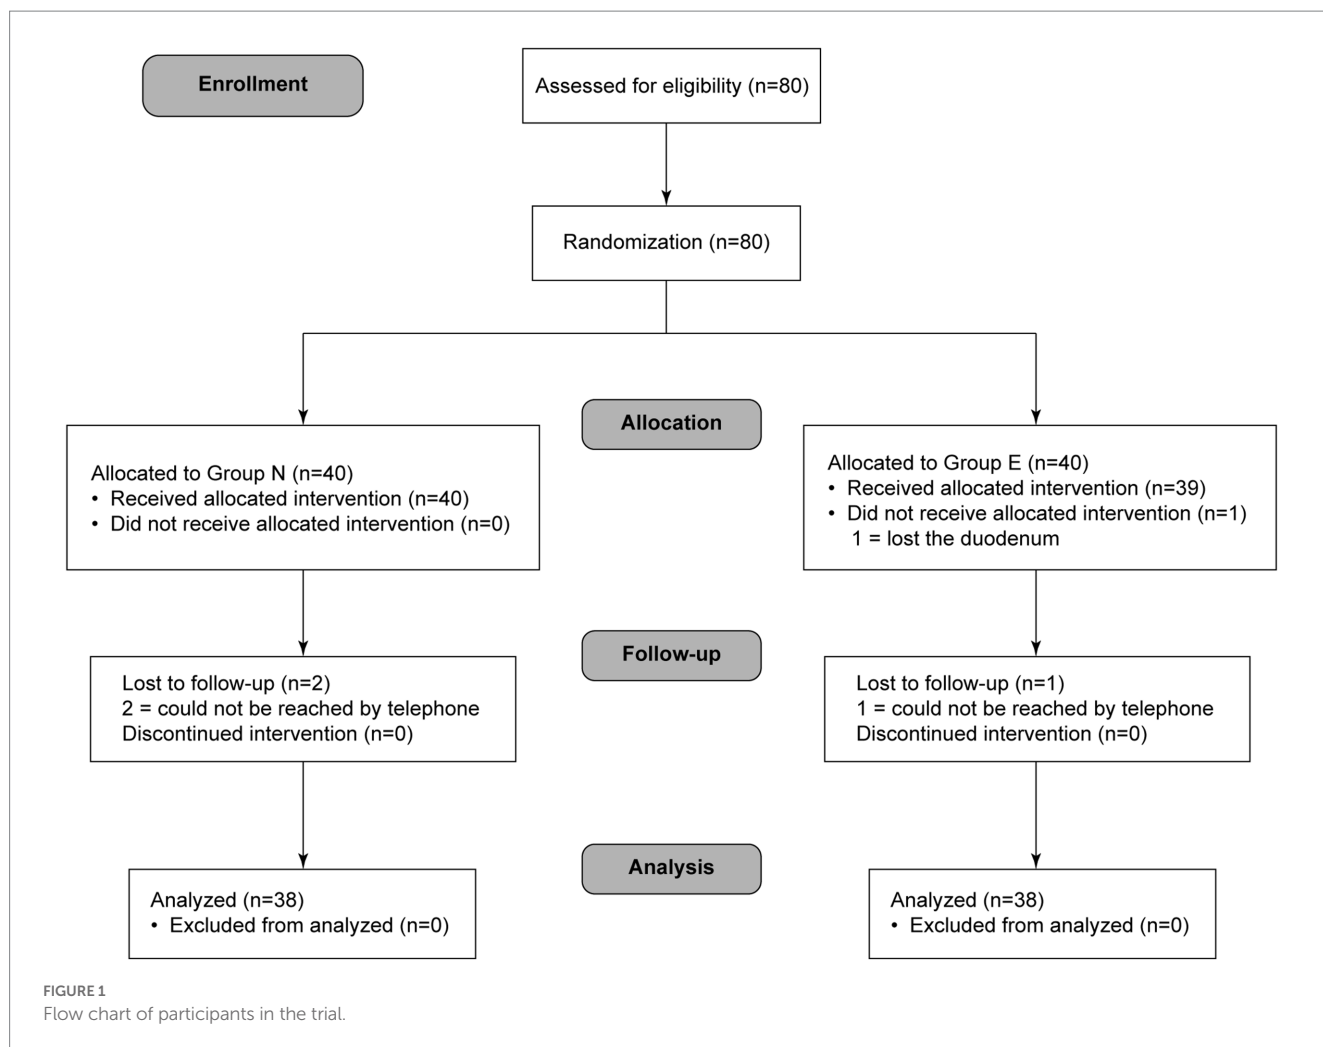 Enrollment
Assessed for eligibility (n=80)
Randomization (n=80)
Allocation
Allocated to Group N (n=40)
• Received allocated intervention (n=40)
• Did not receive allocated intervention (n=0)
Allocated to Group E (n=40)
• Received allocated intervention (n=39)
• Did not receive allocated intervention (n=1)
1 = lost the duodenum
Follow-up
Lost to follow-up (n=2)
2 = could not be reached by telephone
Discontinued intervention (n=0)
Lost to follow-up (n=1)
1 = could not be reached by telephone
Discontinued intervention (n=0)
Analysis
Analyzed (n=38)
• Excluded from analyzed (n=0)
Analyzed (n=38)
• Excluded from analyzed (n=0)
FIGURE 1
Flow chart of participants in the trial.